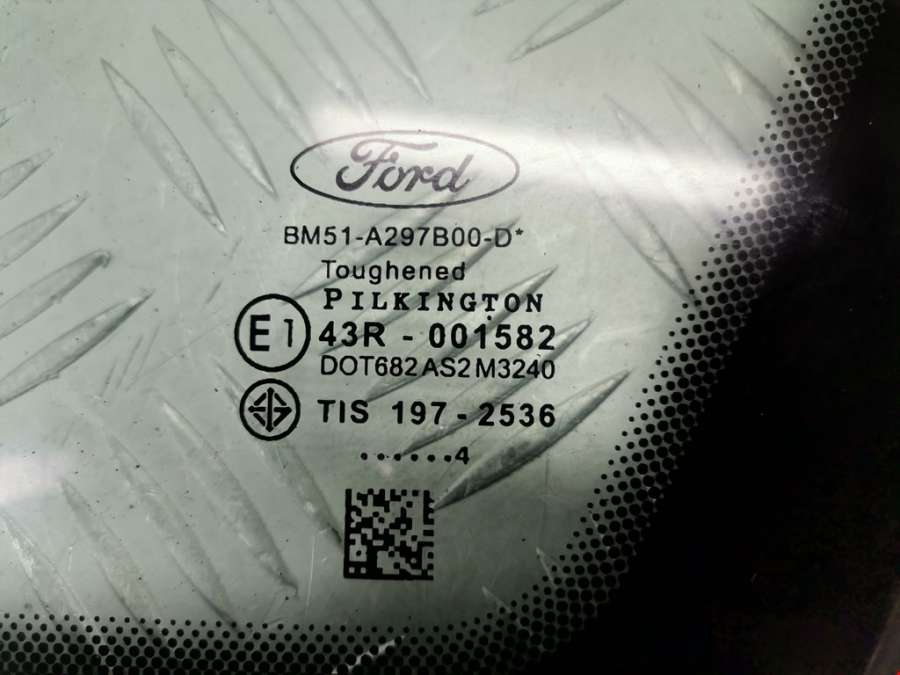 Ford
BM51-A297B00-D*
Toughened
PILKINGTON
E1 43R - 001582
DOT682 AS2 M3240
TIS 197 - 2536
. . . . . . 4